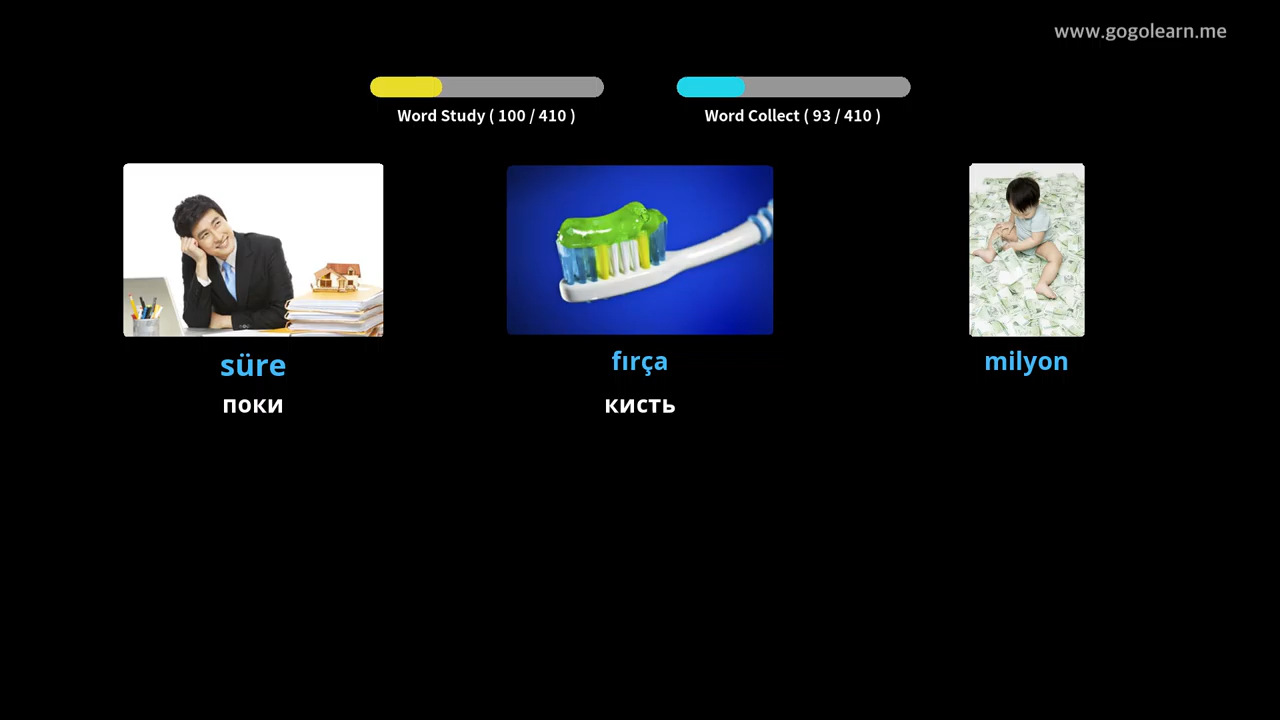 www.gogolearn.me
Word Study ( 100 / 410 )
Word Collect ( 93 / 410 )
süre
fırça
milyon
поки
кисть